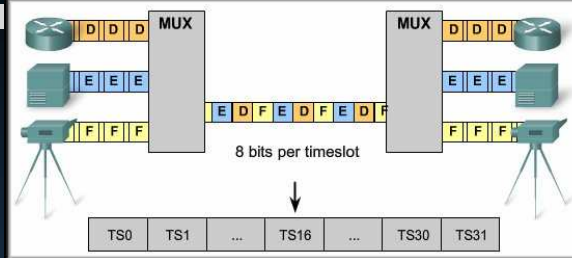 MUX MUX
D D D D D D
E E E E E E
E D F E D F E D F
F F F F F F
8 bits per timeslot
TS0 TS1 ... TS16 ... TS30 TS31